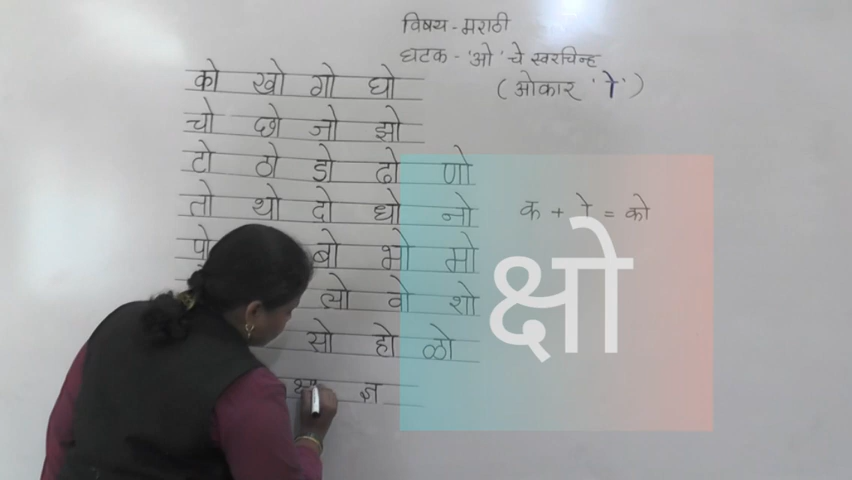 विषय - मराठी
घटक - 'ओ' चे स्वरचिन्ह
(ओकार 'ो')
को खो गो घो
चो छो जो झो
टो ठो डो ढो णो
तो थो दो धो नो
पो बो भो मो
लो वो शो
सो हो ळो
ज्ञ
क + ो = को
क्षो